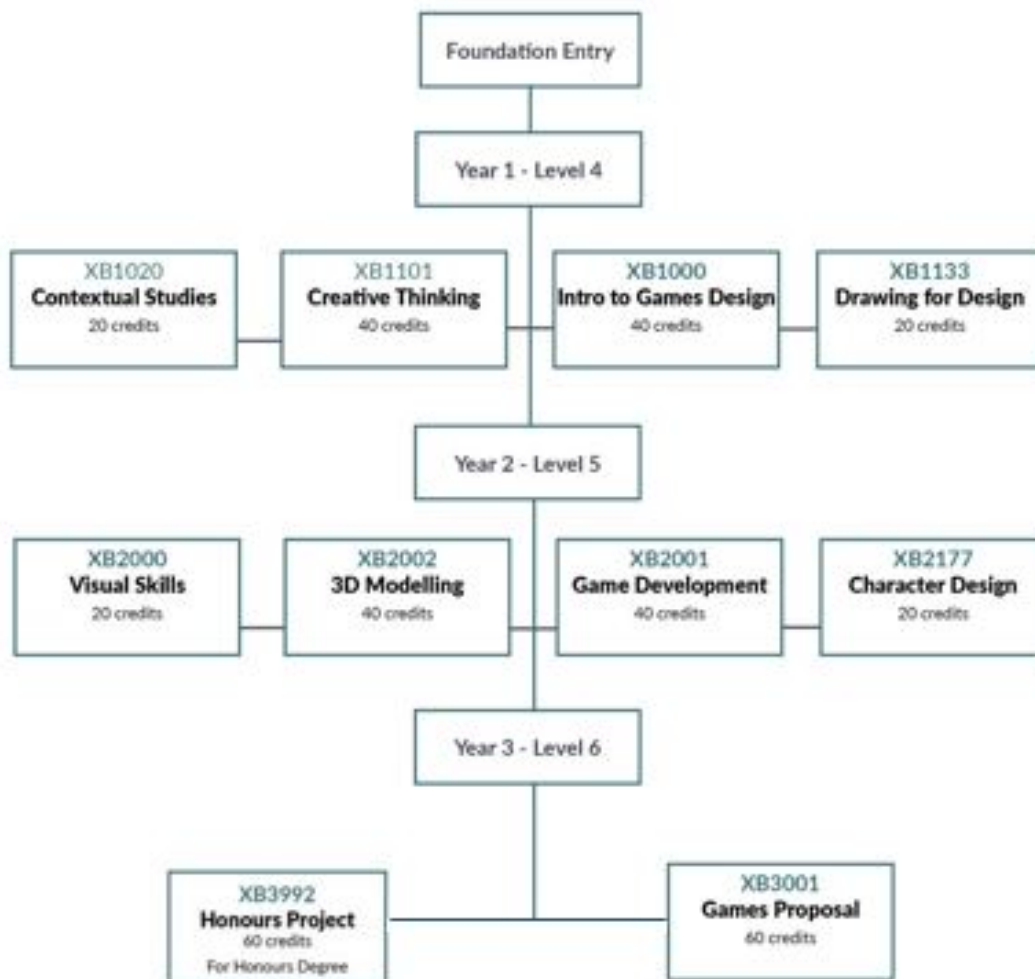 Foundation Entry
Year 1 - Level 4
XB1020
Contextual Studies
20 credits
XB1101
Creative Thinking
40 credits
XB1000
Intro to Games Design
40 credits
XB1133
Drawing for Design
20 credits
Year 2 - Level 5
XB2000
Visual Skills
20 credits
XB2002
3D Modelling
40 credits
XB2001
Game Development
40 credits
XB2177
Character Design
20 credits
Year 3 - Level 6
XB3992
Honours Project
60 credits
For Honours Degree
XB3001
Games Proposal
60 credits